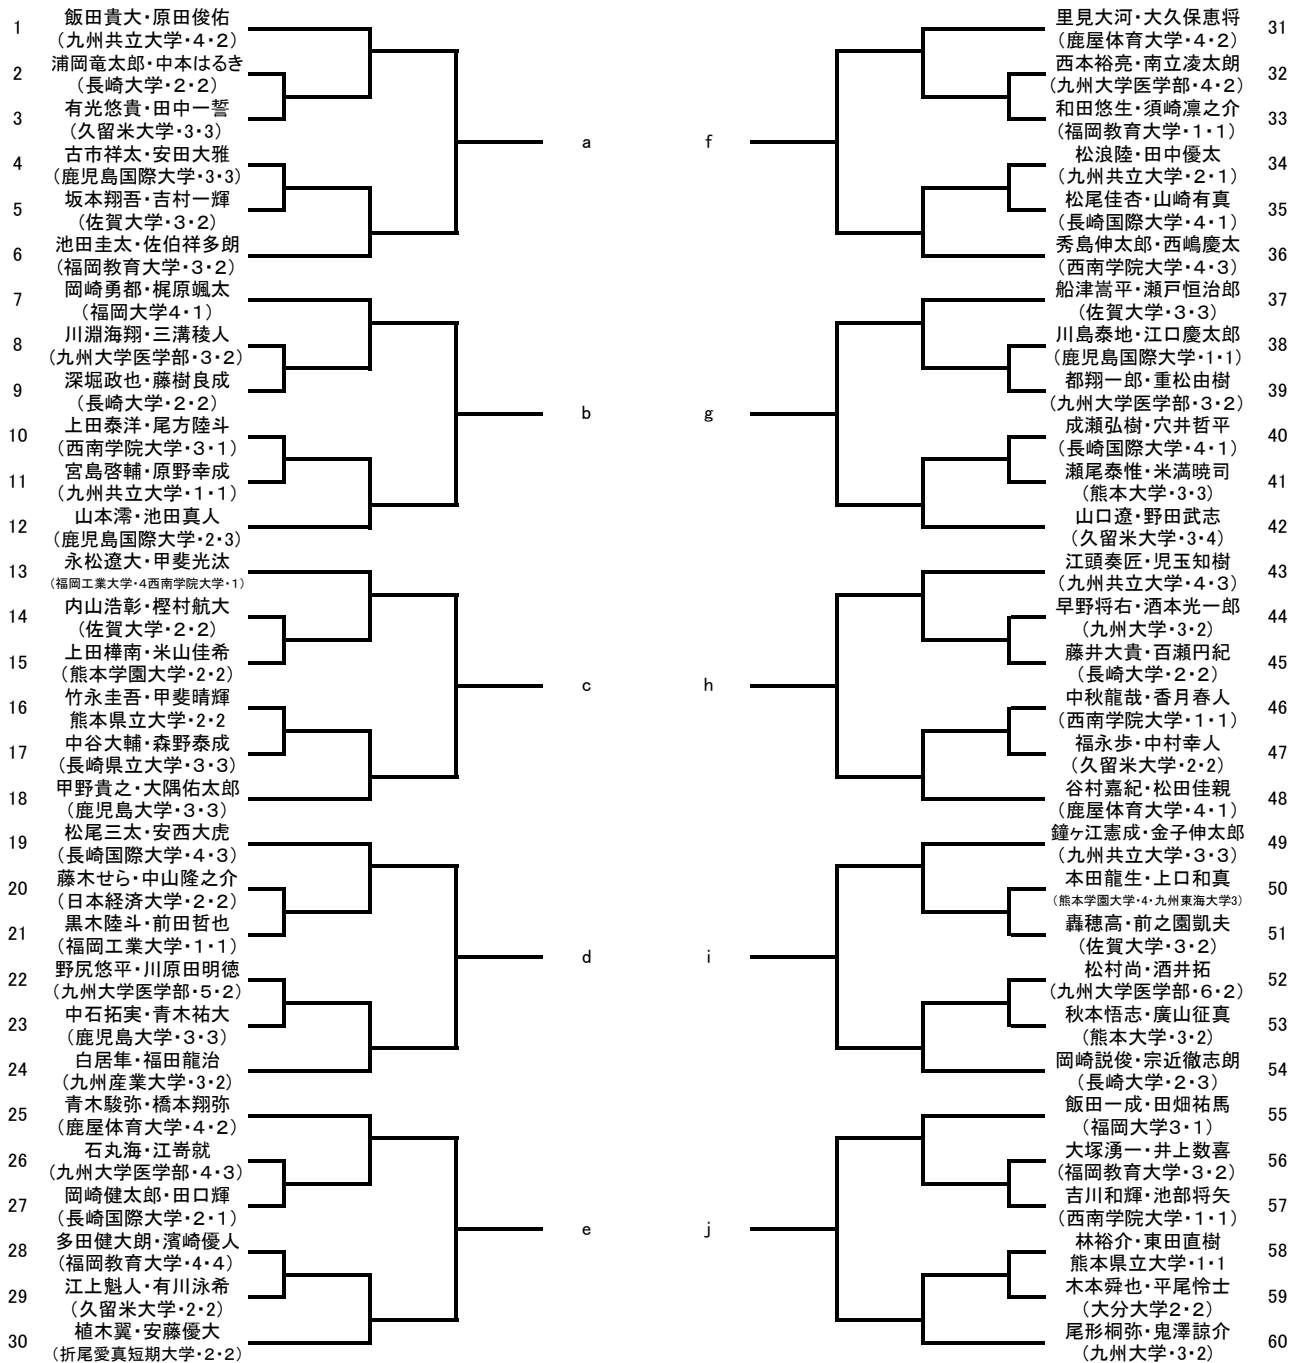 1 飯田貴大・原田俊佑
（九州共立大学・４・２）
2 浦岡竜太郎・中本はるき
（長崎大学・２・２）
3 有光悠貴・田中一誓
（久留米大学・３・３）
4 古市祥太・安田大雅
（鹿児島国際大学・３・３）
5 坂本翔吾・吉村一輝
（佐賀大学・３・２）
6 池田圭太・佐伯祥多朗
（福岡教育大学・３・２）
a
7 岡崎勇都・梶原颯太
（福岡大学４・１）
8 川淵海翔・三溝稜人
（九州大学医学部・３・２）
9 深堀政也・藤樹良成
（長崎大学・２・２）
10 上田泰洋・尾方陸斗
（西南学院大学・３・１）
11 宮島啓輔・原野幸成
（九州共立大学・１・１）
12 山本澪・池田真人
（鹿児島国際大学・2・3）
b
13 永松遼大・甲斐光汰
（福岡工業大学・4西南学院大学・1）
14 内山浩彰・樫村航大
（佐賀大学・２・２）
15 上田樺南・米山佳希
（熊本学園大学・2・2）
16 竹永圭吾・甲斐晴輝
熊本県立大学・２・２
17 中谷大輔・森野泰成
（長崎県立大学・３・３）
18 甲野貴之・大隅佑太郎
（鹿児島大学・３・３）
c
19 松尾三太・安西大虎
（長崎国際大学・４・３）
20 藤木せら・中山隆之介
（日本経済大学・２・２）
21 黒木陸斗・前田哲也
（福岡工業大学・１・１）
22 野尻悠平・川原田明徳
（九州大学医学部・５・２）
23 中石拓実・青木祐大
（鹿児島大学・３・３）
24 白居隼・福田龍治
（九州産業大学・3・2）
d
25 青木駿弥・橋本翔弥
（鹿屋体育大学・４・２）
26 石丸海・江嵜就
（九州大学医学部・４・３）
27 岡崎健太郎・田口輝
（長崎国際大学・２・１）
28 多田健大朗・濱崎優人
（福岡教育大学・４・４）
29 江上魁人・有川泳希
（久留米大学・2・2）
30 植木翼・安藤優大
（折尾愛真短期大学・２・２）
e
里見大河・大久保恵将 31
（鹿屋体育大学・４・２）
西本裕亮・南立凌太朗 32
（九州大学医学部・４・２）
和田悠生・須崎凛之介 33
（福岡教育大学・１・１）
松浪陸・田中優太 34
（九州共立大学・２・１）
松尾佳杏・山崎有真 35
（長崎国際大学・４・１）
秀島伸太郎・西嶋慶太 36
（西南学院大学・４・３）
f
船津嵩平・瀬戸恒治郎 37
（佐賀大学・３・３）
川島泰地・江口慶太郎 38
（鹿児島国際大学・１・１）
都翔一郎・重松由樹 39
（九州大学医学部・３・２）
成瀬弘樹・穴井哲平 40
（長崎国際大学・４・１）
瀬尾泰惟・米満暁司 41
（熊本大学・３・３）
山口遼・野田武志 42
（久留米大学・3・4）
g
江頭奏匠・児玉知樹 43
（九州共立大学・４・３）
早野将右・酒本光一郎 44
（九州大学・3・2）
藤井大貴・百瀬円紀 45
（長崎大学・２・２）
中秋龍哉・香月春人 46
（西南学院大学・１・１）
福永歩・中村幸人 47
（久留米大学・２・２）
谷村嘉紀・松田佳親 48
（鹿屋体育大学・４・１）
h
鐘ヶ江憲成・金子伸太郎 49
（九州共立大学・３・３）
本田龍生・上口和真 50
（熊本学園大学・4・九州東海大学3）
轟穂高・前之園凱夫 51
（佐賀大学・３・２）
松村尚・酒井拓 52
（九州大学医学部・６・２）
秋本悟志・廣山征真 53
（熊本大学・3・2）
岡崎説俊・宗近徹志朗 54
（長崎大学・２・３）
i
飯田一成・田畑祐馬 55
（福岡大学３・１）
大塚湧一・井上数喜 56
（福岡教育大学・３・２）
吉川和輝・池部将矢 57
（西南学院大学・１・１）
林裕介・東田直樹 58
熊本県立大学・１・１
木本舜也・平尾怜士 59
（大分大学２・２）
尾形桐弥・鬼澤諒介 60
（九州大学・3・2）
j